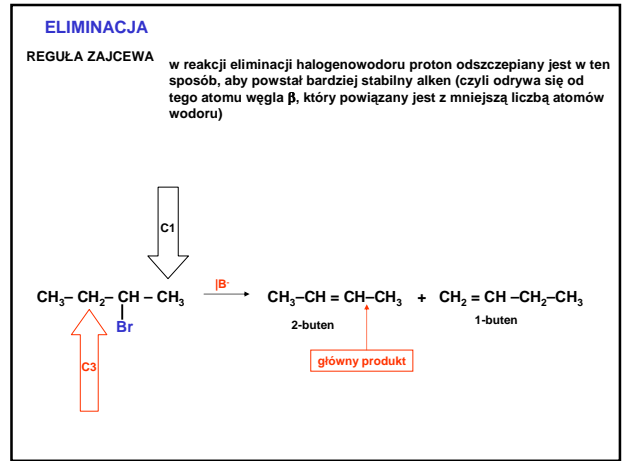 ELIMINACJA
REGUŁA ZAJCEWA
w reakcji eliminacji halogenowodoru proton odszczepiany jest w ten
sposób, aby powstał bardziej stabilny alken (czyli odrywa się od
tego atomu węgla β, który powiązany jest z mniejszą liczbą atomów
wodoru)
C1
CH₃– CH₂– CH – CH₃ |B⁻ CH₃–CH = CH–CH₃ + CH₂ = CH –CH₂–CH₃
Br
2-buten 1-buten
C3
główny produkt